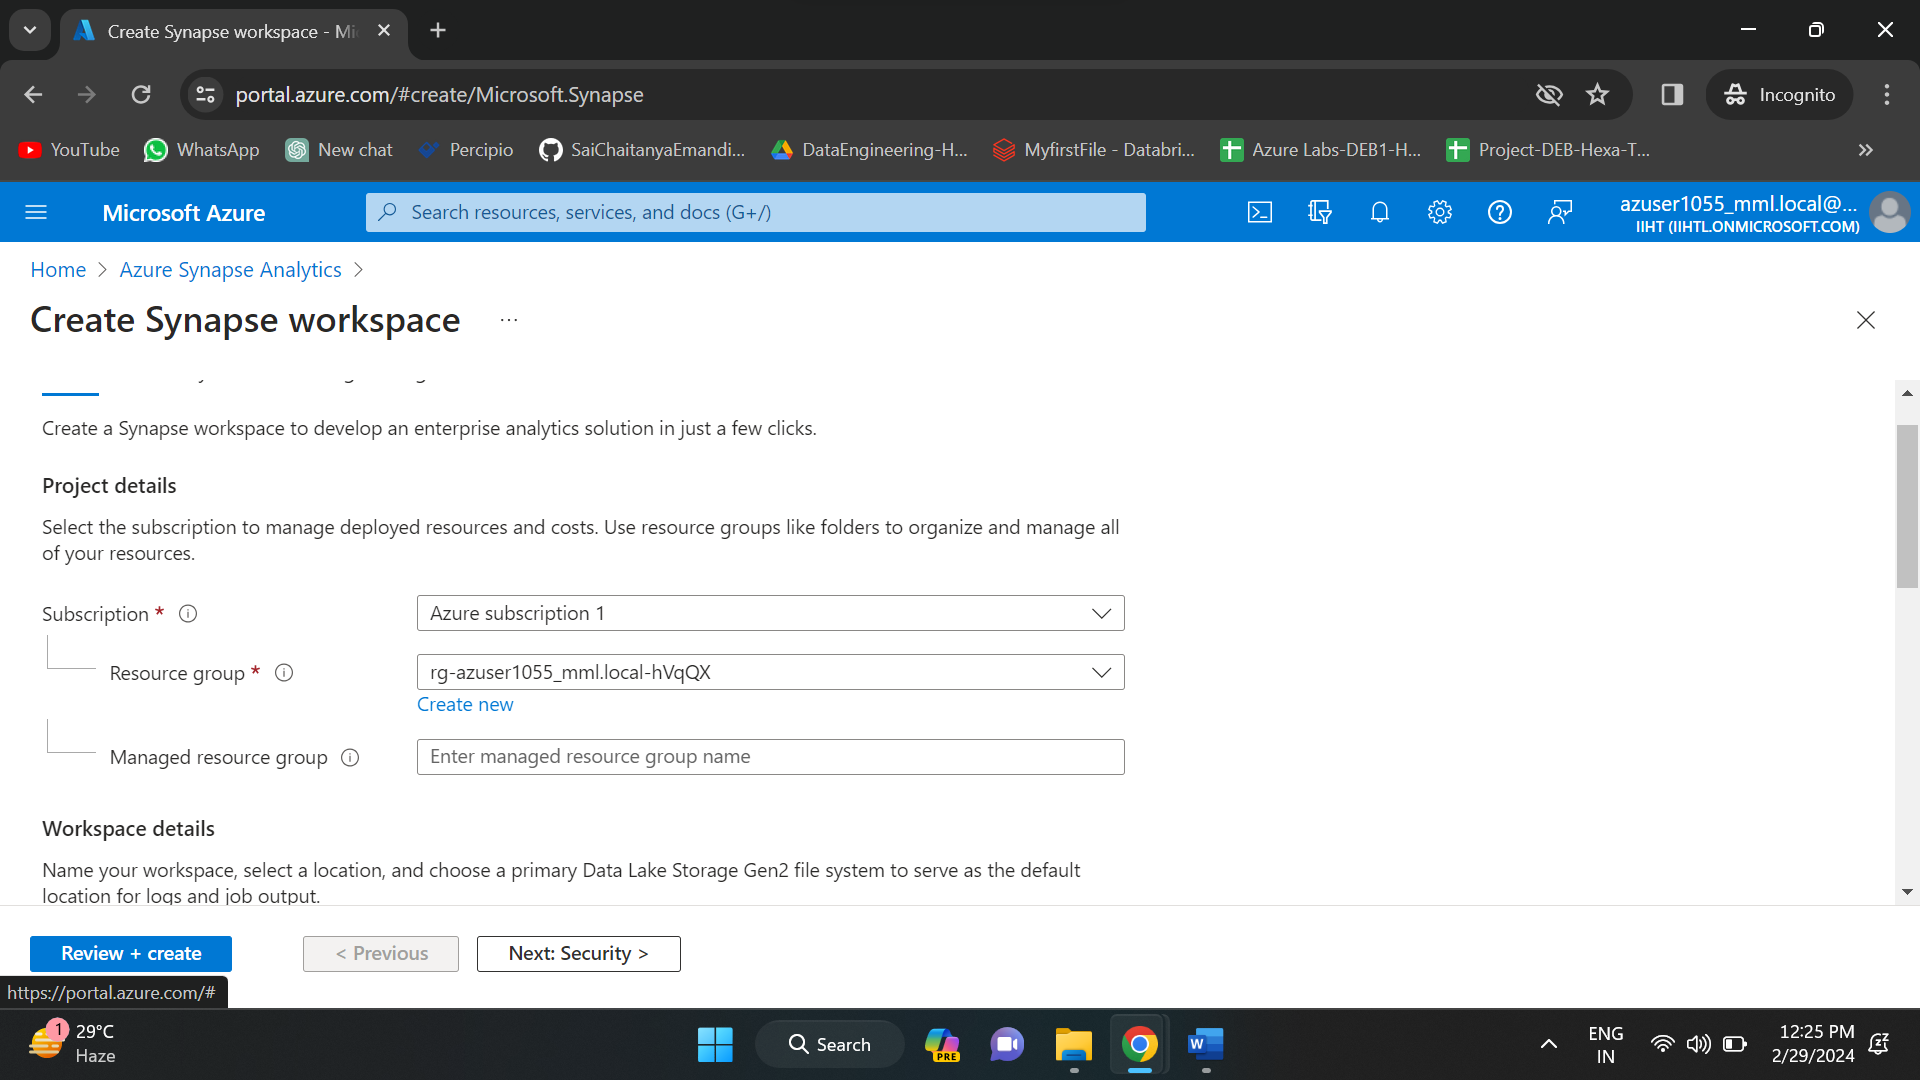 Create Synapse workspace - Mi
portal.azure.com/#create/Microsoft.Synapse
Incognito
YouTube
WhatsApp
New chat
Percipio
SaiChaitanyaEmandi...
DataEngineering-H...
MyfirstFile - Databri...
Azure Labs-DEB1-H...
Project-DEB-Hexa-T...
Microsoft Azure
Search resources, services, and docs (G+/)
azuser1055_mml.local@...
IIHT (IIHTL.ONMICROSOFT.COM)
Home > Azure Synapse Analytics >
Create Synapse workspace ...
Create a Synapse workspace to develop an enterprise analytics solution in just a few clicks.
Project details
Select the subscription to manage deployed resources and costs. Use resource groups like folders to organize and manage all
of your resources.
Subscription *
Azure subscription 1
Resource group *
rg-azuser1055_mml.local-hVqQX
Create new
Managed resource group
Enter managed resource group name
Workspace details
Name your workspace, select a location, and choose a primary Data Lake Storage Gen2 file system to serve as the default
location for logs and job output.
Review + create
< Previous
Next: Security >
https://portal.azure.com/#
1
29°C
Haze
Search
PRE
W
ENG
IN
12:25 PM
2/29/2024